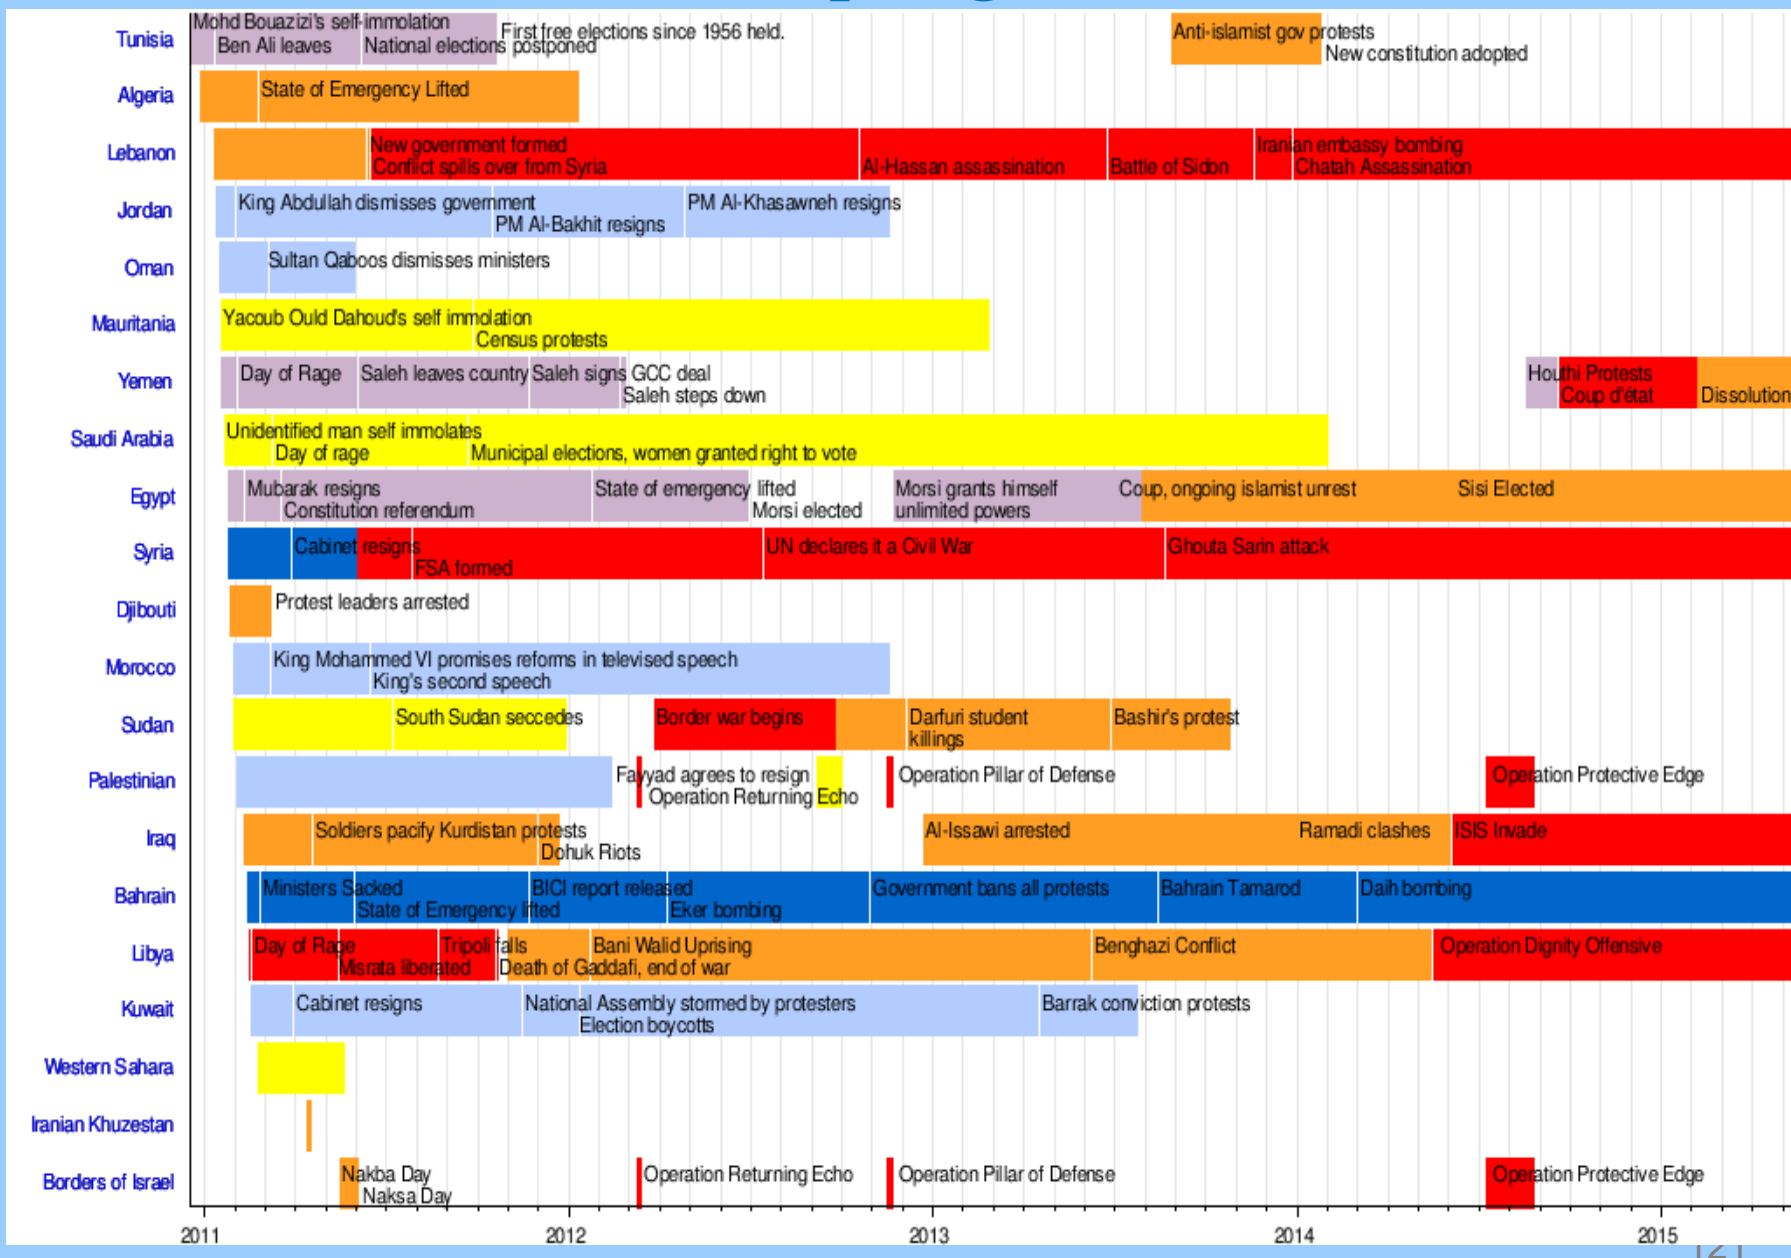 Tunisia
Mohd Bouazizi's self-immolation
Ben Ali leaves
National elections postponed
First free elections since 1956 held.
Anti-islamist gov protests
New constitution adopted
Algeria
State of Emergency Lifted
Lebanon
New government formed
Conflict spills over from Syria
Al-Hassan assassination
Battle of Sidon
Iranian embassy bombing
Chatah Assassination
Jordan
King Abdullah dismisses government
PM Al-Bakhit resigns
PM Al-Khasawneh resigns
Oman
Sultan Qaboos dismisses ministers
Mauritania
Yacoub Ould Dahoud's self immolation
Census protests
Yemen
Day of Rage
Saleh leaves country
Saleh signs GCC deal
Saleh steps down
Houthi Protests
Coup d'état
Dissolution
Saudi Arabia
Unidentified man self immolates
Day of rage
Municipal elections, women granted right to vote
Egypt
Mubarak resigns
Constitution referendum
State of emergency lifted
Morsi elected
Morsi grants himself
unlimited powers
Coup, ongoing islamist unrest
Sisi Elected
Syria
Cabinet resigns
FSA formed
UN declares it a Civil War
Ghouta Sarin attack
Djibouti
Protest leaders arrested
Morocco
King Mohammed VI promises reforms in televised speech
King's second speech
Sudan
South Sudan seccedes
Border war begins
Darfuri student
killings
Bashir's protest
Palestinian
Fayyad agrees to resign
Operation Returning Echo
Operation Pillar of Defense
Operation Protective Edge
Iraq
Soldiers pacify Kurdistan protests
Dohuk Riots
Al-Issawi arrested
Ramadi clashes
ISIS Invade
Bahrain
Ministers Sacked
State of Emergency lifted
BICI report released
Eker bombing
Government bans all protests
Bahrain Tamarod
Daih bombing
Libya
Day of Rage
Misrata liberated
Tripoli falls
Death of Gaddafi, end of war
Bani Walid Uprising
Benghazi Conflict
Operation Dignity Offensive
Kuwait
Cabinet resigns
National Assembly stormed by protesters
Election boycotts
Barrak conviction protests
Western Sahara
Iranian Khuzestan
Borders of Israel
Nakba Day
Naksa Day
Operation Returning Echo
Operation Pillar of Defense
Operation Protective Edge
2011 2012 2013 2014 2015